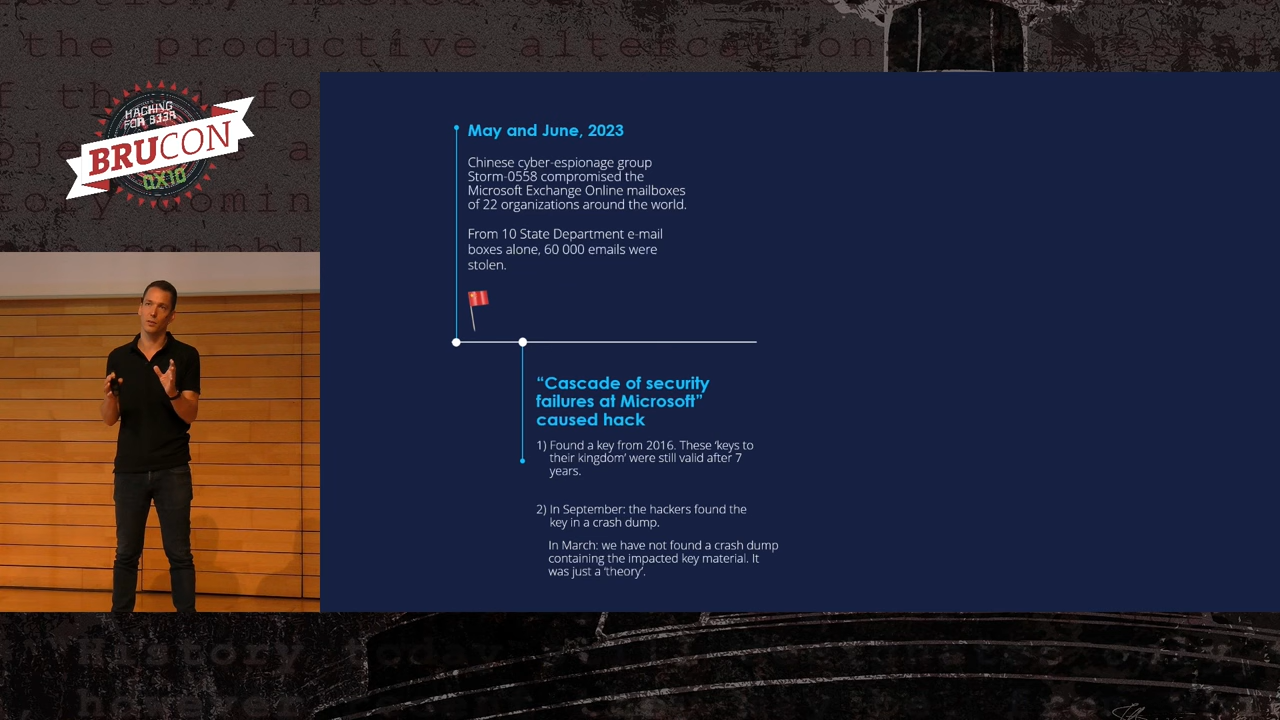 the productive altercation
HACKING
FOR B33R
BRUCON
0X10
May and June, 2023
Chinese cyber-espionage group
Storm-0558 compromised the
Microsoft Exchange Online mailboxes
of 22 organizations around the world.
From 10 State Department e-mail
boxes alone, 60 000 emails were
stolen.
“Cascade of security
failures at Microsoft”
caused hack
1) Found a key from 2016. These ‘keys to
their kingdom’ were still valid after 7
years.
2) In September: the hackers found the
key in a crash dump.
In March: we have not found a crash dump
containing the impacted key material. It
was just a ‘theory’.
History today
however